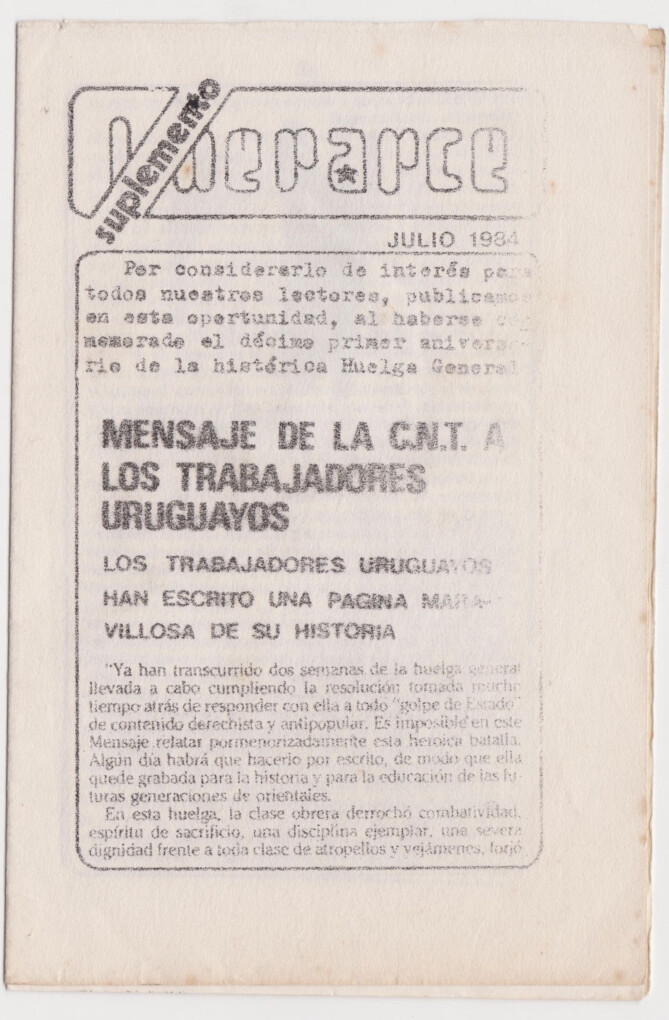 suplemento
Liberarce
JULIO 1984
Por considerarlo de interés para
todos nuestros lectores, publicamos
en esta oportunidad, al haberse con
memorado el décimo primer aniversa-
rio de la histórica Huelga General
MENSAJE DE LA C.N.T. A
LOS TRABAJADORES
URUGUAYOS
LOS TRABAJADORES URUGUAYOS
HAN ESCRITO UNA PAGINA MARA-
VILLOSA DE SU HISTORIA
"Ya han transcurrido dos semanas de la huelga general
llevada a cabo cumpliendo la resolución tomada mucho
tiempo atrás de responder con ella a todo "golpe de Estado"
de contenido derechista y antipopular. Es imposible en este
Mensaje relatar pormenorizadamente esta heroica batalla.
Algún día habrá que hacerlo por escrito, de modo que ella
quede grabada para la historia y para la educación de las fu-
turas generaciones de orientales.
En esta huelga, la clase obrera derrochó combatividad,
espíritu de sacrificio, una disciplina ejemplar, una severa
dignidad frente a toda clase de atropellos y vejámenes, forjó